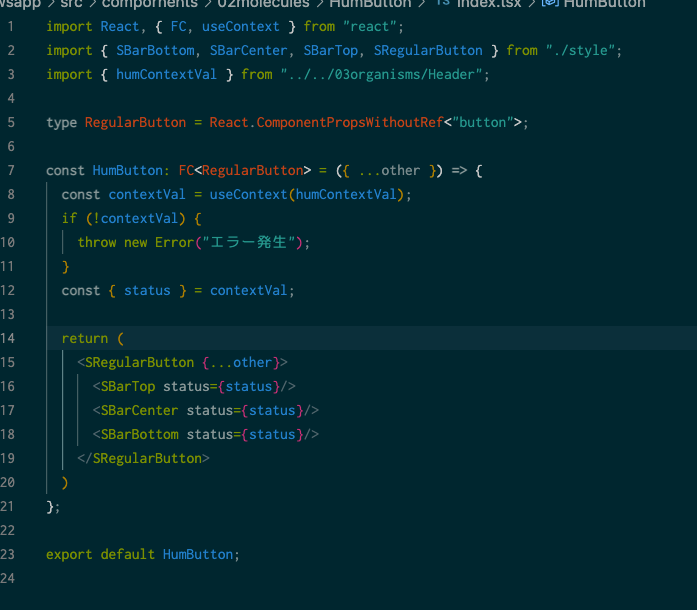 wsapp > src > compornents > 02molecules > HumButton > TS index.tsx > HumButton
1 import React, { FC, useContext } from "react";
2 import { SBarBottom, SBarCenter, SBarTop, SRegularButton } from "./style";
3 import { humContextVal } from "../../03organisms/Header";
4
5 type RegularButton = React.ComponentPropsWithoutRef<"button">;
6
7 const HumButton: FC<RegularButton> = ({ ...other }) => {
8 const contextVal = useContext(humContextVal);
9 if (!contextVal) {
10 throw new Error("エラー発生");
11 }
12 const { status } = contextVal;
13
14 return (
15 <SRegularButton {...other}>
16 <SBarTop status={status}/>
17 <SBarCenter status={status}/>
18 <SBarBottom status={status}/>
19 </SRegularButton>
20 )
21 };
22
23 export default HumButton;
24